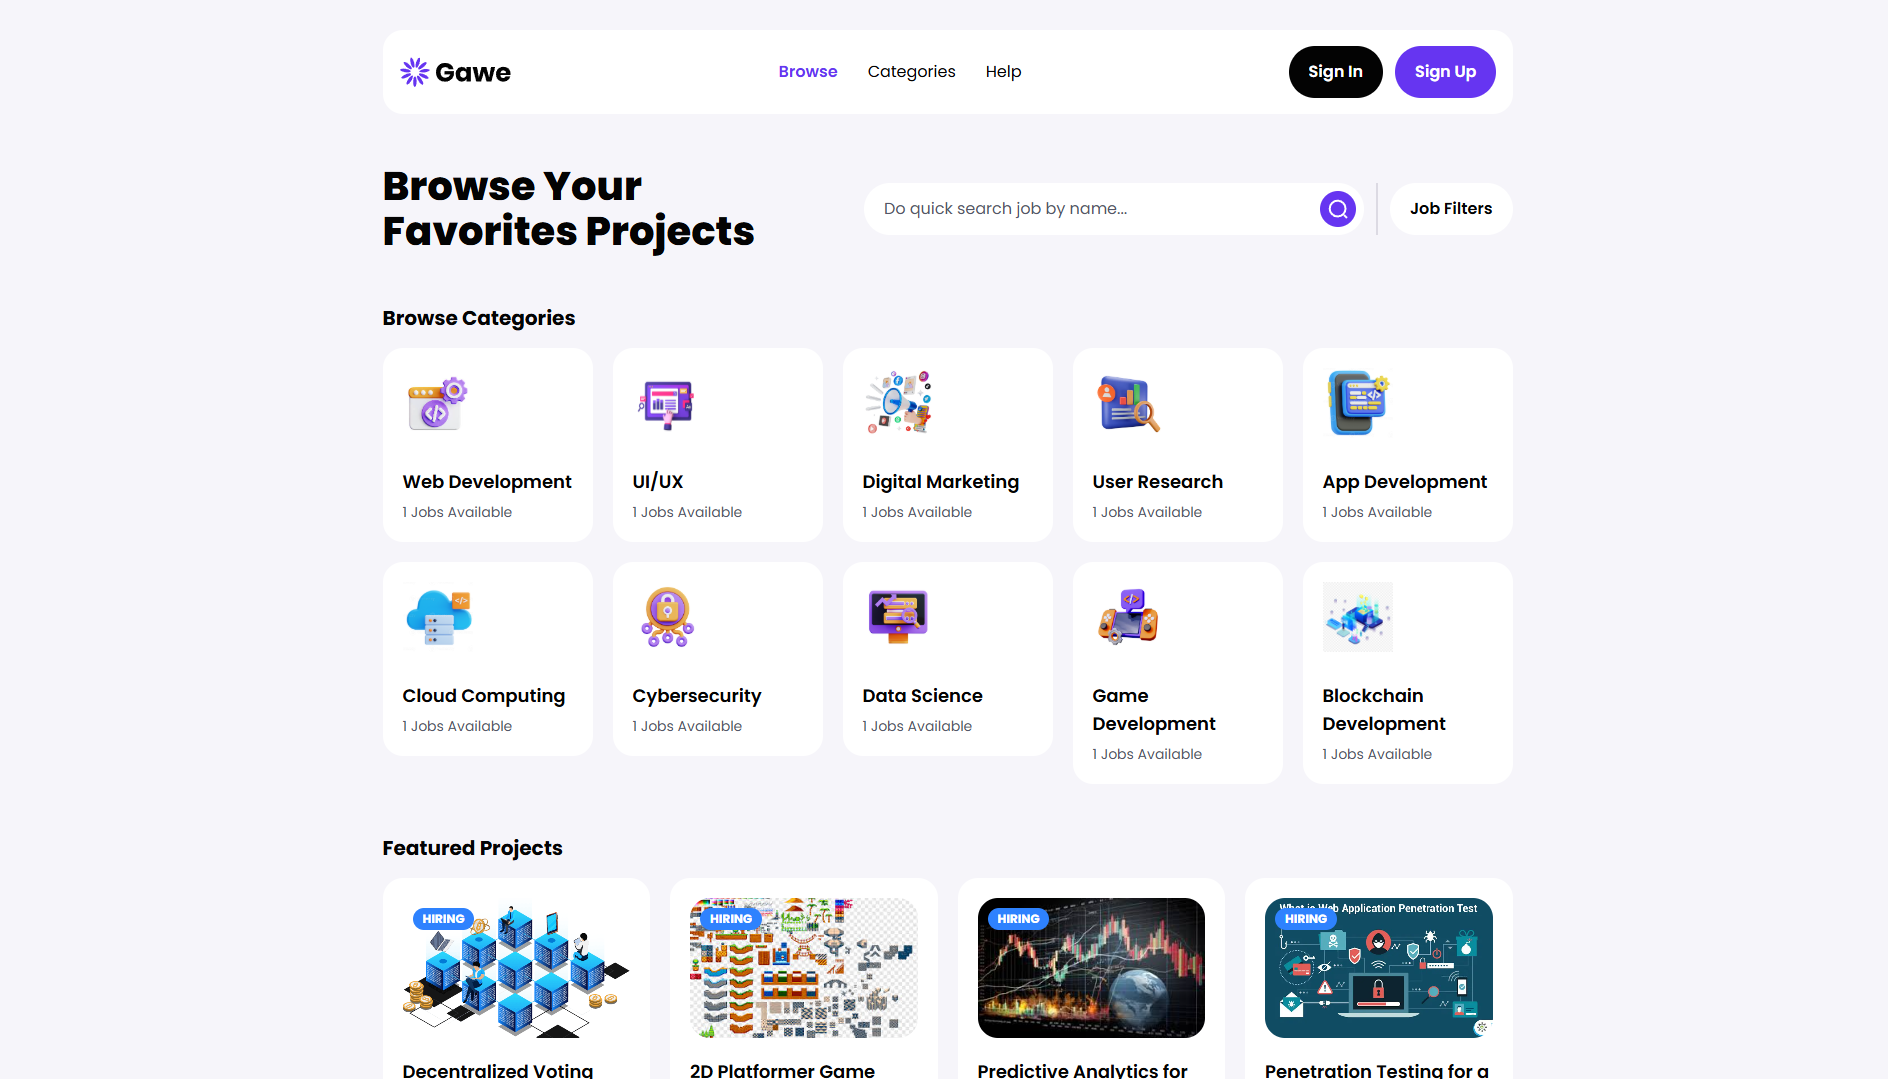 Gawe
Browse
Categories
Help
Sign In
Sign Up
Browse Your
Favorites Projects
Do quick search job by name...
Job Filters
Browse Categories
Web Development
1 Jobs Available
UI/UX
1 Jobs Available
Digital Marketing
1 Jobs Available
User Research
1 Jobs Available
App Development
1 Jobs Available
Cloud Computing
1 Jobs Available
Cybersecurity
1 Jobs Available
Data Science
1 Jobs Available
Game
Development
1 Jobs Available
Blockchain
Development
1 Jobs Available
Featured Projects
HIRING
Decentralized Voting
HIRING
2D Platformer Game
HIRING
Predictive Analytics for
What is Web Application Penetration Test
HIRING
Penetration Testing for a